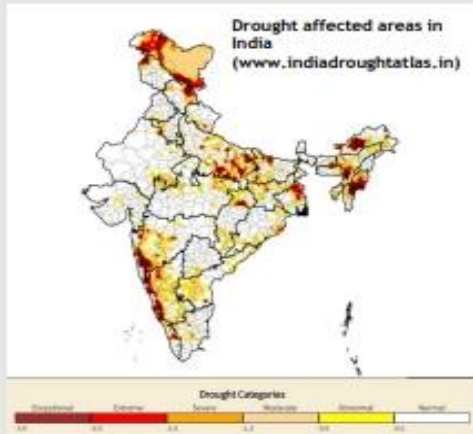 Drought affected areas in
India
(www.indiadroughtatlas.in)
Drought Categories
Exceptional Extreme Severe Moderate Abnormal Normal